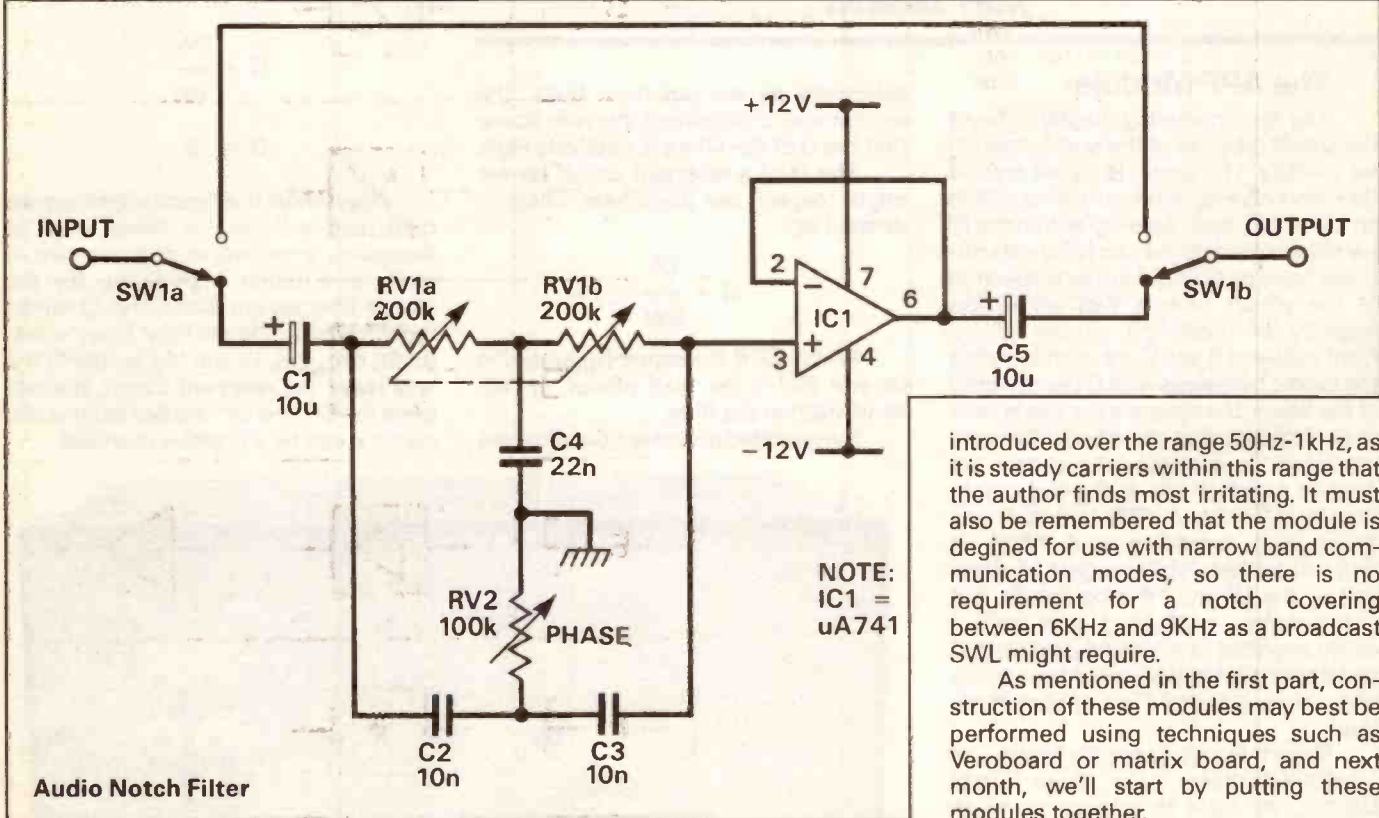 +12V
INPUT
OUTPUT
SW1a
SW1b
RV1a
200k
RV1b
200k
2
7
6
IC1
3
4
+
C1
10u
+
C5
10u
-12V
C4
22n
RV2
100k
PHASE
NOTE:
IC1 =
uA741
C2
10n
C3
10n
Audio Notch Filter
introduced over the range 50Hz-1kHz, as
it is steady carriers within this range that
the author finds most irritating. It must
also be remembered that the module is
degined for use with narrow band com-
munication modes, so there is no
requirement for a notch covering
between 6KHz and 9KHz as a broadcast
SWL might require.
As mentioned in the first part, con-
struction of these modules may best be
performed using techniques such as
Veroboard or matrix board, and next
month, we'll start by putting these
modules together.